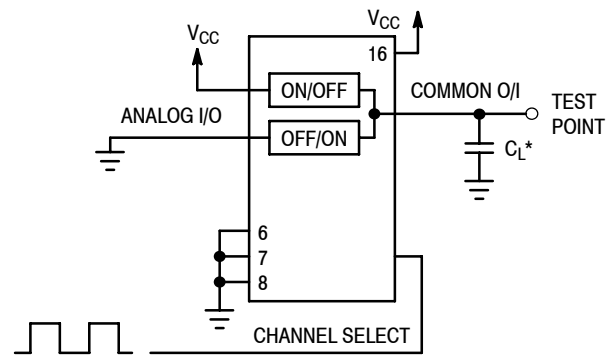 VCC
VCC
16
ON/OFF
COMMON O/I
TEST
POINT
ANALOG I/O
OFF/ON
CL*
6
7
8
CHANNEL SELECT